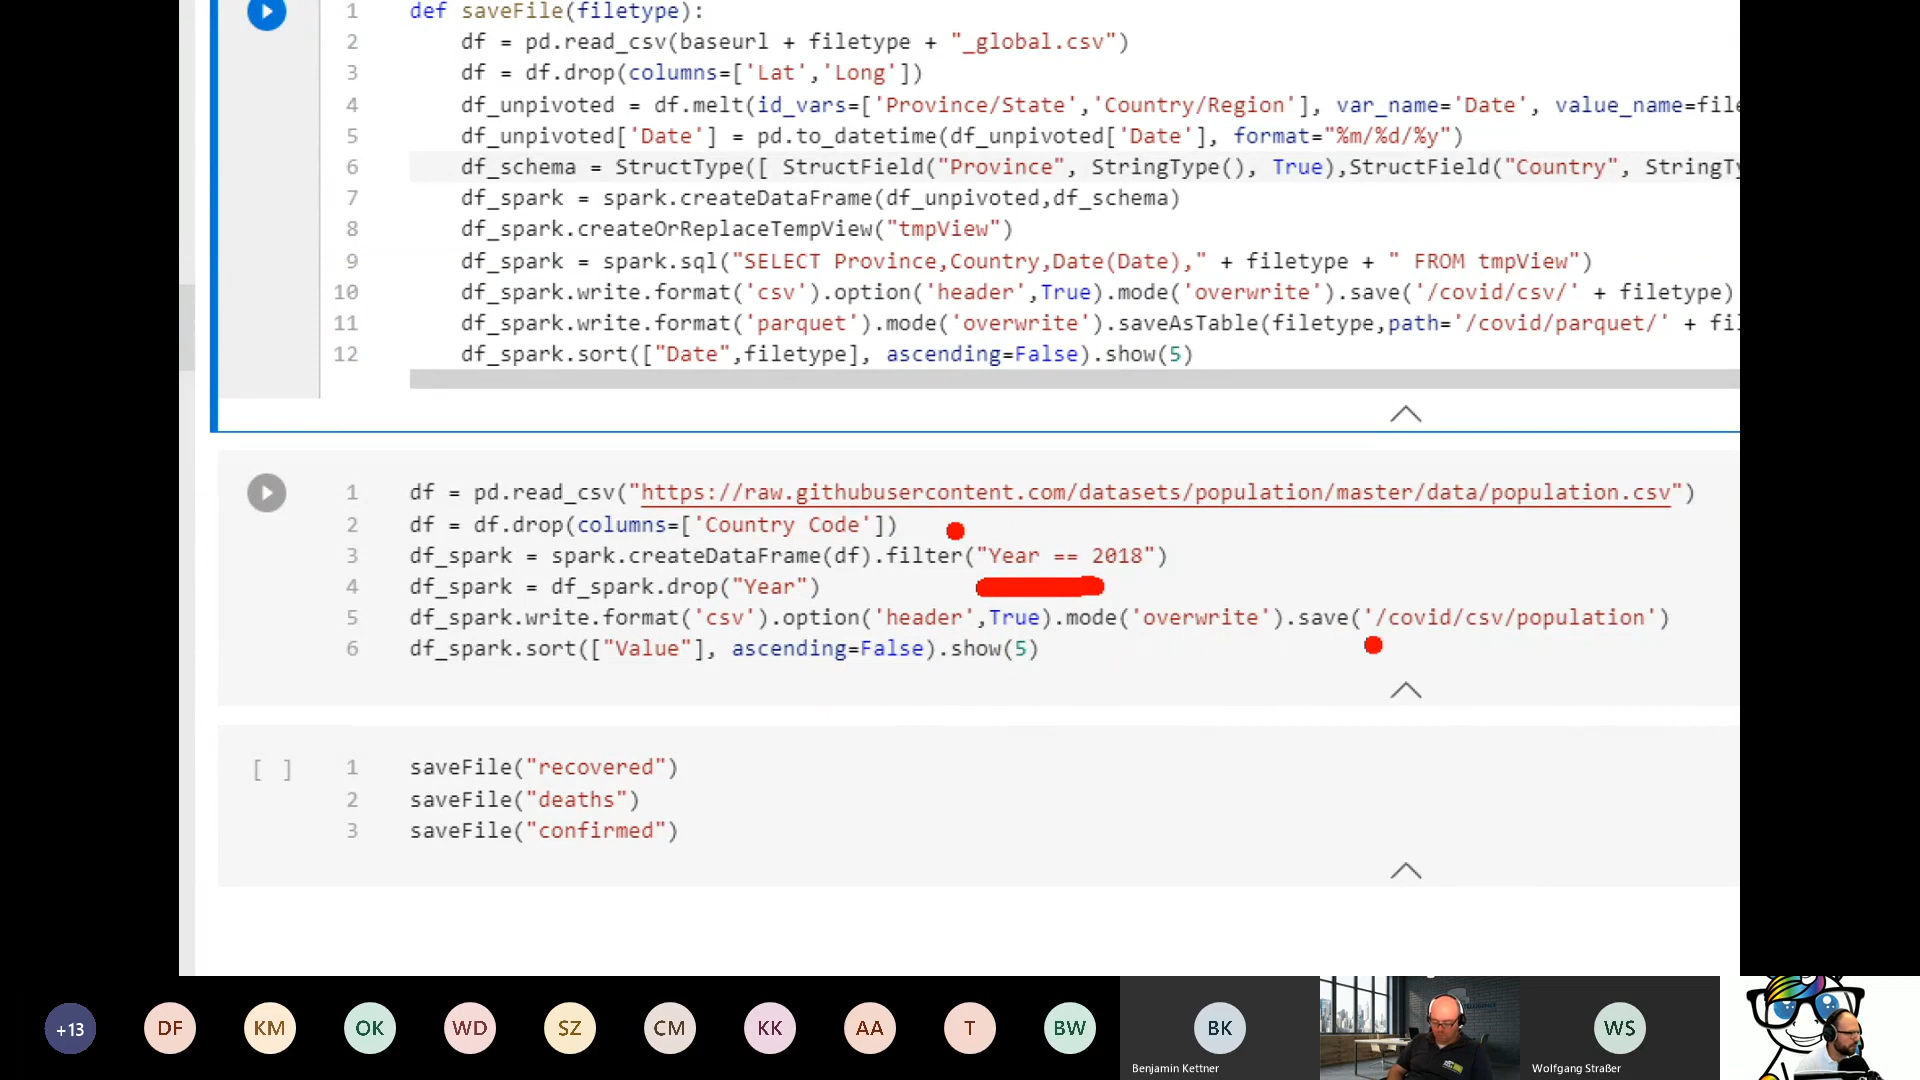 1 def saveFile(filetype):
2 df = pd.read_csv(baseurl + filetype + "_global.csv")
3 df = df.drop(columns=['Lat','Long'])
4 df_unpivoted = df.melt(id_vars=['Province/State','Country/Region'], var_name='Date', value_name=file
5 df_unpivoted['Date'] = pd.to_datetime(df_unpivoted['Date'], format="%m/%d/%y")
6 df_schema = StructType([ StructField("Province", StringType(), True),StructField("Country", StringTy
7 df_spark = spark.createDataFrame(df_unpivoted,df_schema)
8 df_spark.createOrReplaceTempView("tmpView")
9 df_spark = spark.sql("SELECT Province,Country,Date(Date)," + filetype + " FROM tmpView")
10 df_spark.write.format('csv').option('header',True).mode('overwrite').save('/covid/csv/' + filetype)
11 df_spark.write.format('parquet').mode('overwrite').saveAsTable(filetype,path='/covid/parquet/' + fil
12 df_spark.sort(["Date",filetype], ascending=False).show(5)
1 df = pd.read_csv("https://raw.githubusercontent.com/datasets/population/master/data/population.csv")
2 df = df.drop(columns=['Country Code'])
3 df_spark = spark.createDataFrame(df).filter("Year == 2018")
4 df_spark = df_spark.drop("Year")
5 df_spark.write.format('csv').option('header',True).mode('overwrite').save('/covid/csv/population')
6 df_spark.sort(["Value"], ascending=False).show(5)
[ ] 1 saveFile("recovered")
2 saveFile("deaths")
3 saveFile("confirmed")
+13 DF KM OK WD SZ CM KK AA T BW BK WS
Benjamin Kettner Wolfgang Straßer